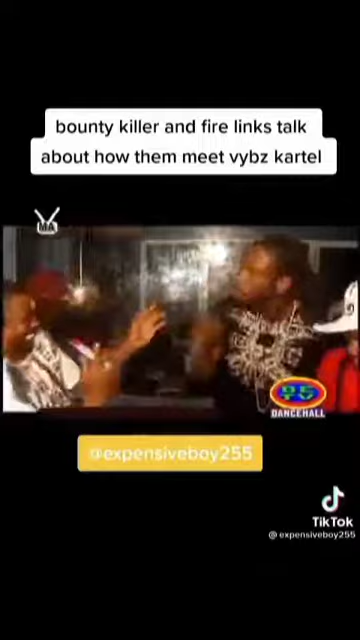 bounty killer and fire links talk
about how them meet vybz kartel
DANCEHALL
@expensiveboy255
TikTok
@ expensiveboy255